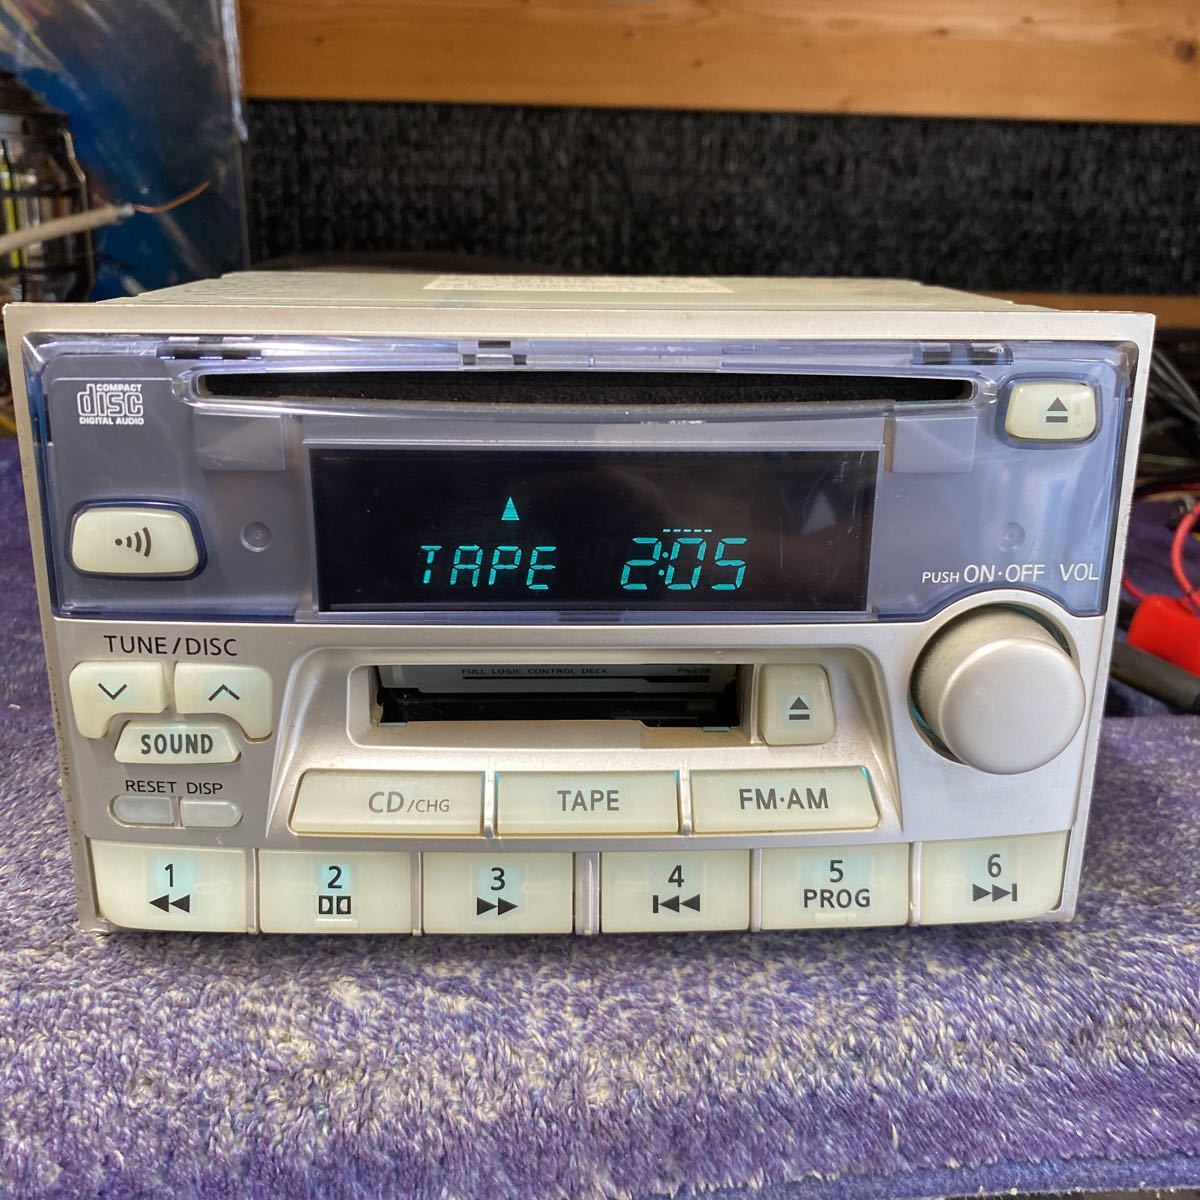 COMPACT
disc
DIGITAL AUDIO
TAPE 2:05
PUSH ON·OFF VOL
TUNE/DISC
FULL LOGIC CONTROL DECK
SOUND
RESET DISP
CD/CHG TAPE FM·AM
1 2 3 4 5 6
PROG